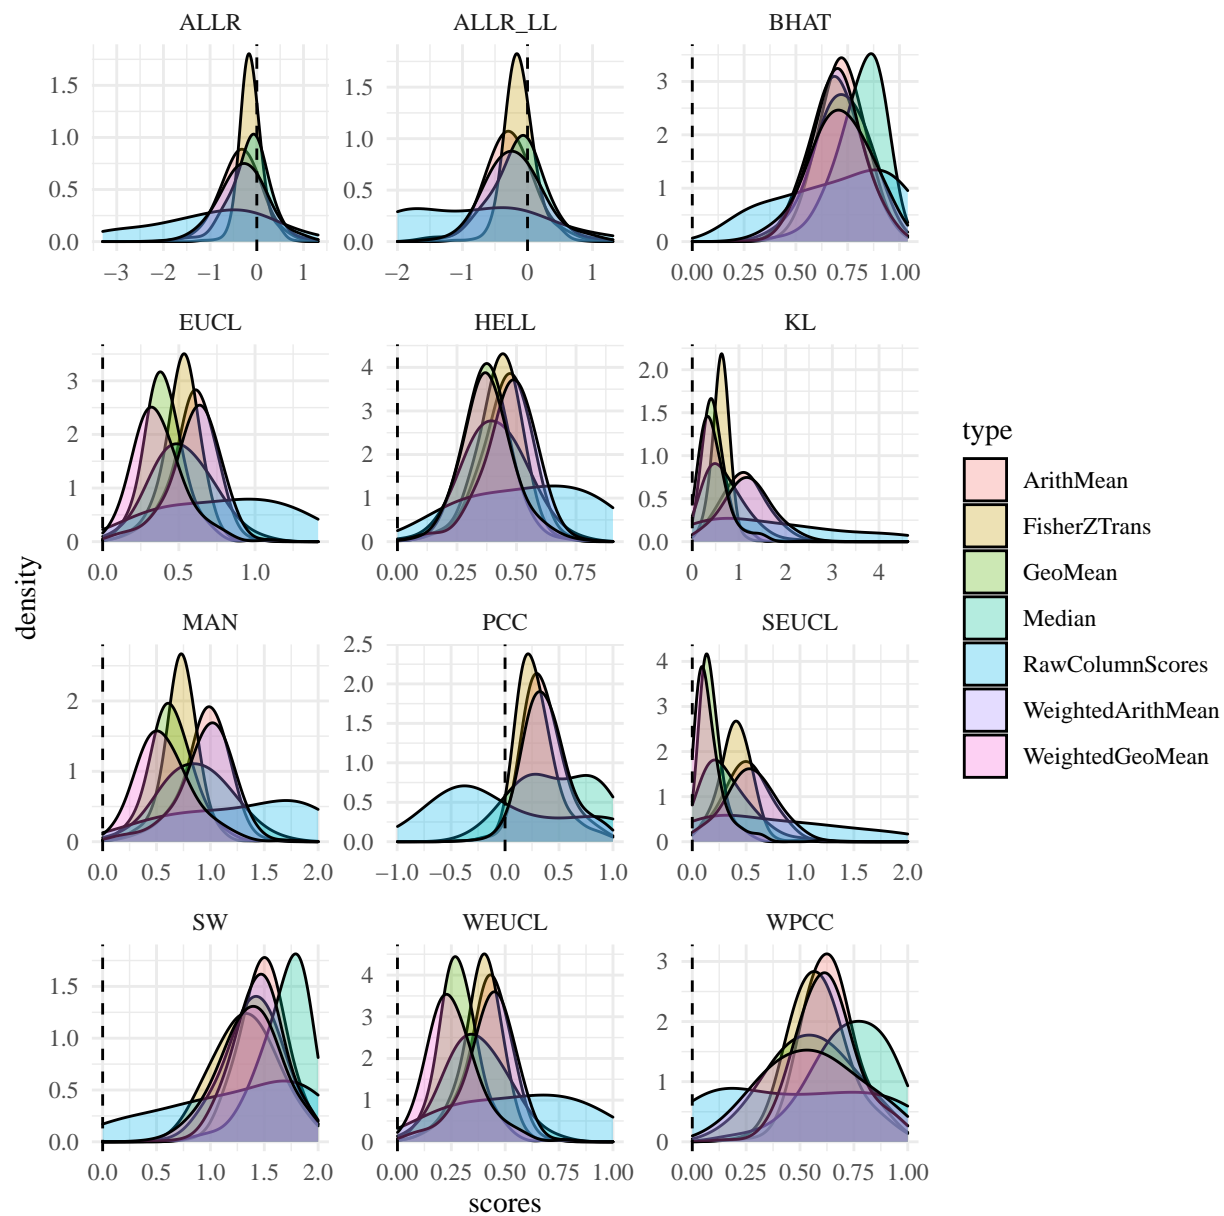 ALLR ALLR_LL BHAT
1.5
1.0
0.5
0.0
−3 −2 −1 0 1
1.5
1.0
0.5
0.0
−2 −1 0 1
3
2
1
0
0.00 0.25 0.50 0.75 1.00
EUCL HELL KL
3
2
1
0
0.0 0.5 1.0
4
3
2
1
0
0.00 0.25 0.50 0.75
2.0
1.5
1.0
0.5
0.0
0 1 2 3 4
MAN PCC SEUCL
2
1
0
0.0 0.5 1.0 1.5 2.0
2.5
2.0
1.5
1.0
0.5
0.0
−1.0 −0.5 0.0 0.5 1.0
4
3
2
1
0
0.0 0.5 1.0 1.5 2.0
SW WEUCL WPCC
1.5
1.0
0.5
0.0
0.0 0.5 1.0 1.5 2.0
4
3
2
1
0
0.00 0.25 0.50 0.75 1.00
3
2
1
0
0.00 0.25 0.50 0.75 1.00
density
scores
type
ArithMean
FisherZTrans
GeoMean
Median
RawColumnScores
WeightedArithMean
WeightedGeoMean